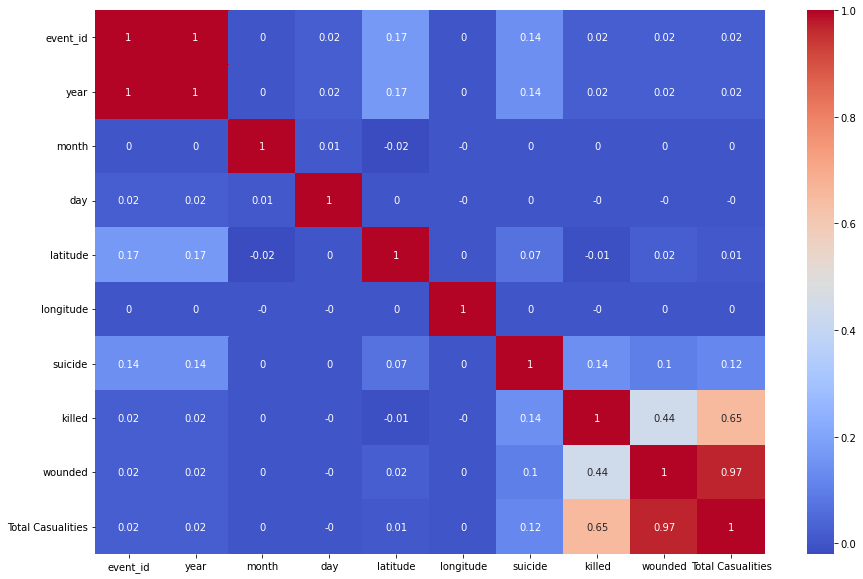 event_id 1 1 0 0.02 0.17 0 0.14 0.02 0.02 0.02
year 1 1 0 0.02 0.17 0 0.14 0.02 0.02 0.02
month 0 0 1 0.01 -0.02 -0 0 0 0 0
day 0.02 0.02 0.01 1 0 -0 -0 -0 -0 -0
latitude 0.17 0.17 -0.02 0 1 0 0.07 -0.01 0.02 0.01
longitude 0 0 -0 -0 0 1 0 -0 0 0
suicide 0.14 0.14 0 0 0.07 0 1 0.14 0.1 0.12
killed 0.02 0.02 0 -0 -0.01 -0 0.14 1 0.44 0.65
wounded 0.02 0.02 0 -0 0.02 0 0.1 0.44 1 0.97
Total Casualities 0.02 0.02 0 -0 0.01 0 0.12 0.65 0.97 1
event_id year month day latitude longitude suicide killed wounded Total Casualities
1.0
0.8
0.6
0.4
0.2
0.0